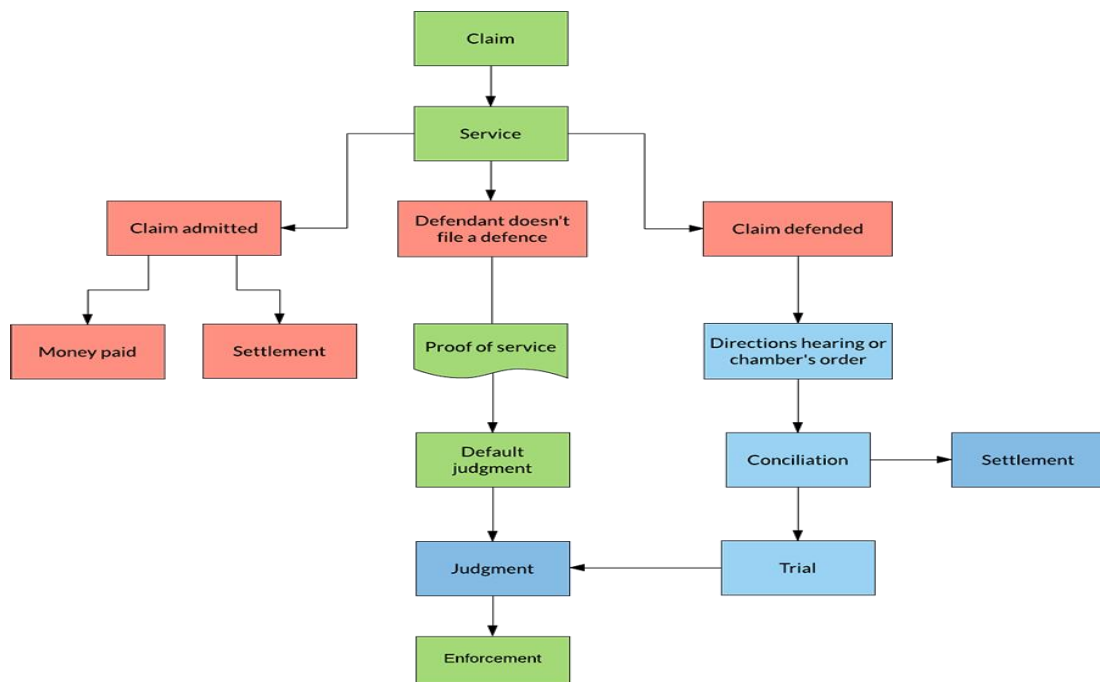 Claim
Service
Claim admitted
Defendant doesn't
file a defence
Claim defended
Money paid
Settlement
Proof of service
Directions hearing or
chamber's order
Default
judgment
Conciliation
Settlement
Judgment
Trial
Enforcement